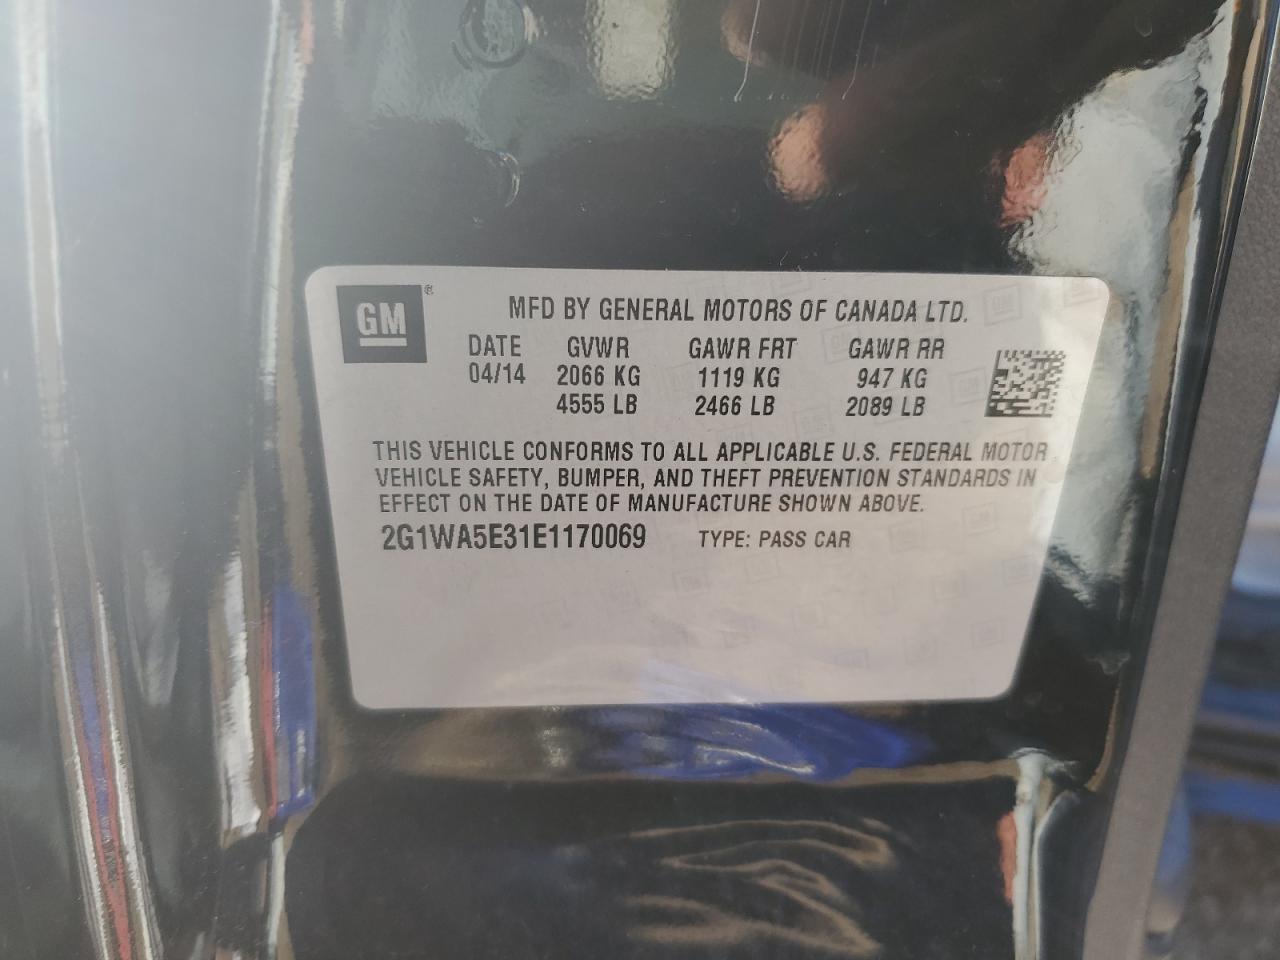 GM®
MFD BY GENERAL MOTORS OF CANADA LTD.
DATE GVWR GAWR FRT GAWR RR
04/14 2066 KG 1119 KG 947 KG
4555 LB 2466 LB 2089 LB
THIS VEHICLE CONFORMS TO ALL APPLICABLE U.S. FEDERAL MOTOR
VEHICLE SAFETY, BUMPER, AND THEFT PREVENTION STANDARDS IN
EFFECT ON THE DATE OF MANUFACTURE SHOWN ABOVE.
2G1WA5E31E1170069 TYPE: PASS CAR